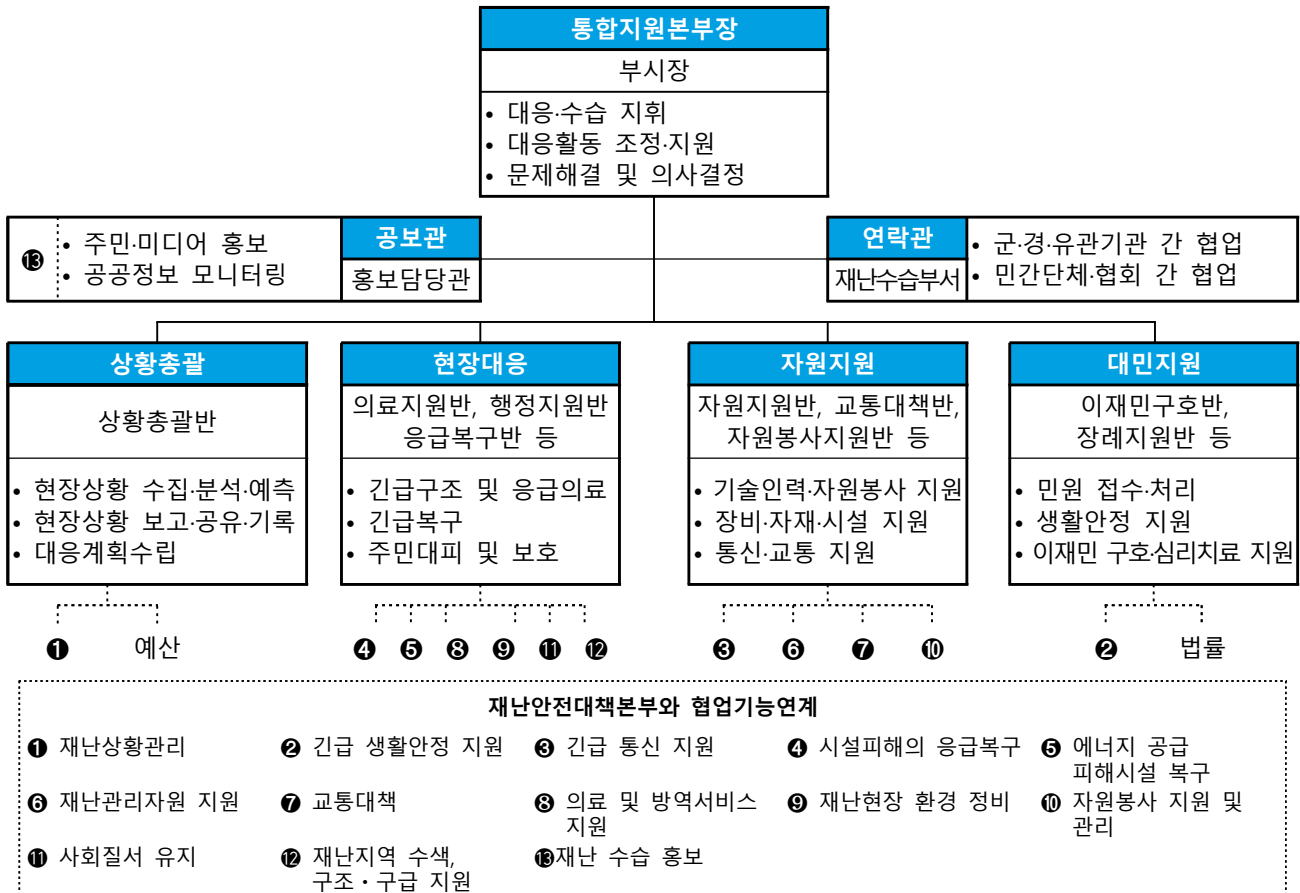 통합지원본부장
부시장
• 대응·수습 지휘
• 대응활동 조정·지원
• 문제해결 및 의사결정
⓭
• 주민·미디어 홍보
• 공공정보 모니터링
공보관
홍보담당관
연락관
재난수습부서
• 군·경·유관기관 간 협업
• 민간단체·협회 간 협업
상황총괄
상황총괄반
• 현장상황 수집·분석·예측
• 현장상황 보고·공유·기록
• 대응계획수립
❶ 예산
현장대응
의료지원반, 행정지원반
응급복구반 등
• 긴급구조 및 응급의료
• 긴급복구
• 주민대피 및 보호
❹ ❺ ❽ ❾ ⓫ ⓬
자원지원
자원지원반, 교통대책반,
자원봉사지원반 등
• 기술인력·자원봉사 지원
• 장비·자재·시설 지원
• 통신·교통 지원
❸ ❻ ❼ ❿
대민지원
이재민구호반,
장례지원반 등
• 민원 접수·처리
• 생활안정 지원
• 이재민 구호·심리치료 지원
❷ 법률
재난안전대책본부와 협업기능연계
❶ 재난상황관리
❷ 긴급 생활안정 지원
❸ 긴급 통신 지원
❹ 시설피해의 응급복구
❺ 에너지 공급
피해시설 복구
❻ 재난관리자원 지원
❼ 교통대책
❽ 의료 및 방역서비스
지원
❾ 재난현장 환경 정비
❿ 자원봉사 지원 및
관리
⓫ 사회질서 유지
⓬ 재난지역 수색,
구조・구급 지원
⓭재난 수습 홍보